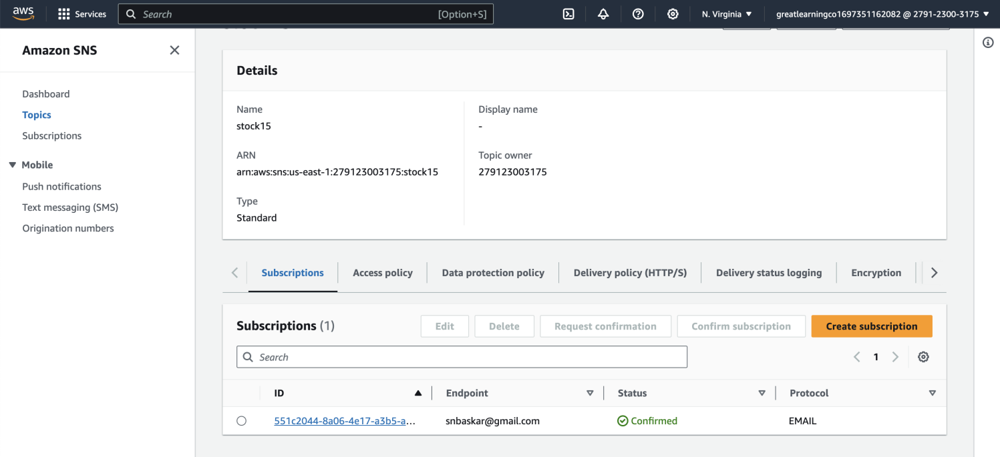 aws
Services
Search
[Option+S]
N. Virginia
greatlearningco1697351162082 @ 2791-2300-3175
Amazon SNS
Dashboard
Topics
Subscriptions
Mobile
Push notifications
Text messaging (SMS)
Origination numbers
Details
Name
stock15
Display name
-
ARN
arn:aws:sns:us-east-1:279123003175:stock15
Topic owner
279123003175
Type
Standard
Subscriptions
Access policy
Data protection policy
Delivery policy (HTTP/S)
Delivery status logging
Encryption
Subscriptions (1)
Edit
Delete
Request confirmation
Confirm subscription
Create subscription
Search
1
ID
Endpoint
Status
Protocol
551c2044-8a06-4e17-a3b5-a...
snbaskar@gmail.com
Confirmed
EMAIL